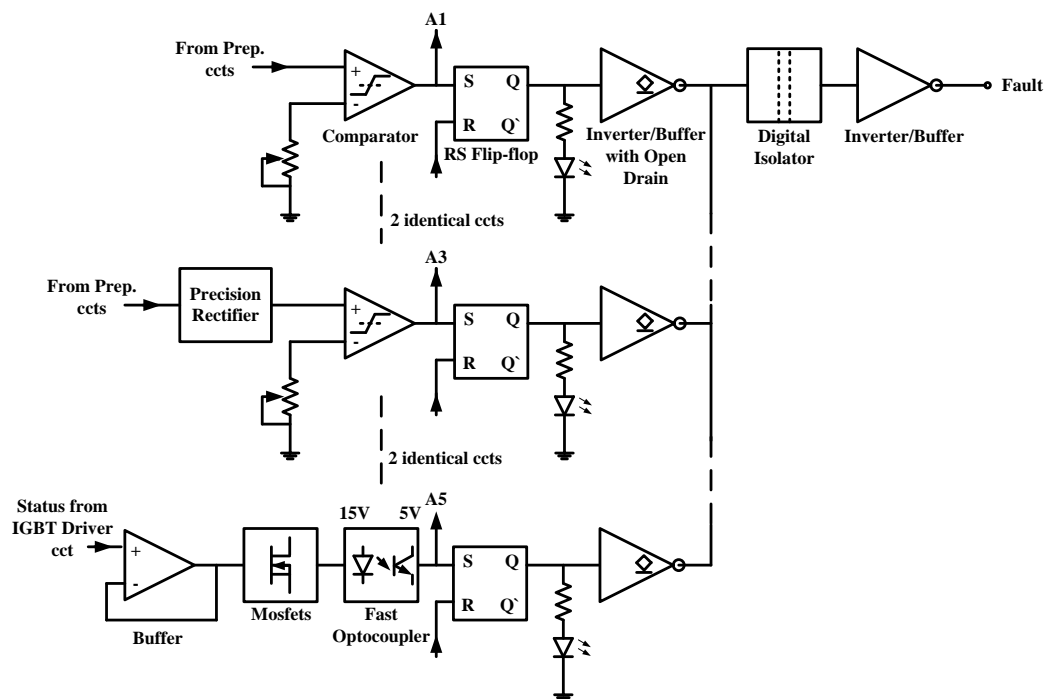 A1
From Prep.
ccts
+
-
Comparator
S Q
R Q`
RS Flip-flop
Inverter/Buffer
with Open
Drain
Digital
Isolator
Inverter/Buffer
Fault
2 identical ccts
A3
From Prep.
ccts
Precision
Rectifier
+
-
S Q
R Q`
2 identical ccts
Status from
IGBT Driver
cct
+
-
Buffer
Mosfets
15V 5V
Fast
Optocoupler
A5
S Q
R Q`